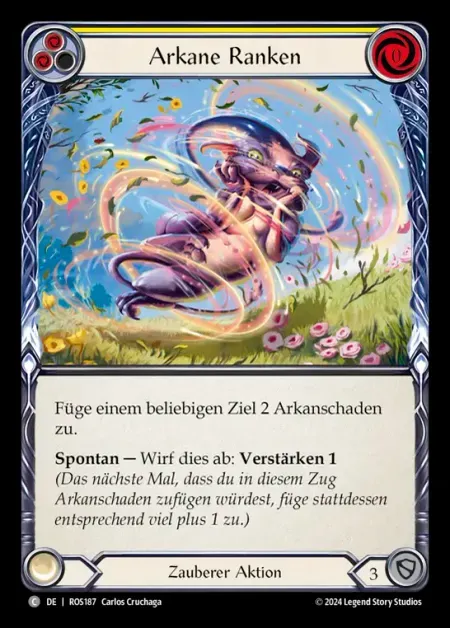 Arkane Ranken
0
Füge einem beliebigen Ziel 2 Arkanschaden
zu.
Spontan — Wirf dies ab: Verstärken 1
(Das nächste Mal, dass du in diesem Zug
Arkanschaden zufügen würdest, füge stattdessen
entsprechend viel plus 1 zu.)
Zauberer Aktion
3
C DE | ROS187 Carlos Cruchaga
© 2024 Legend Story Studios